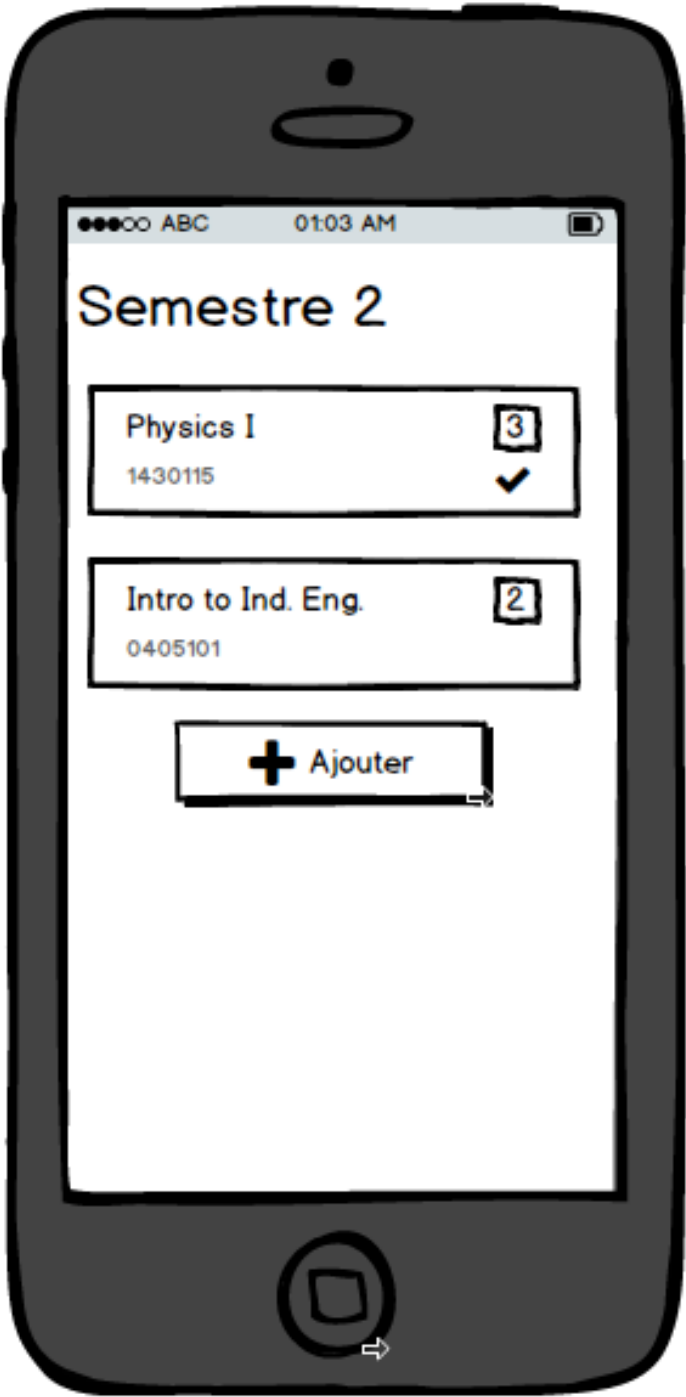 ABC 01:03 AM
Semestre 2
Physics I 3
1430115
Intro to Ind. Eng. 2
0405101
Ajouter